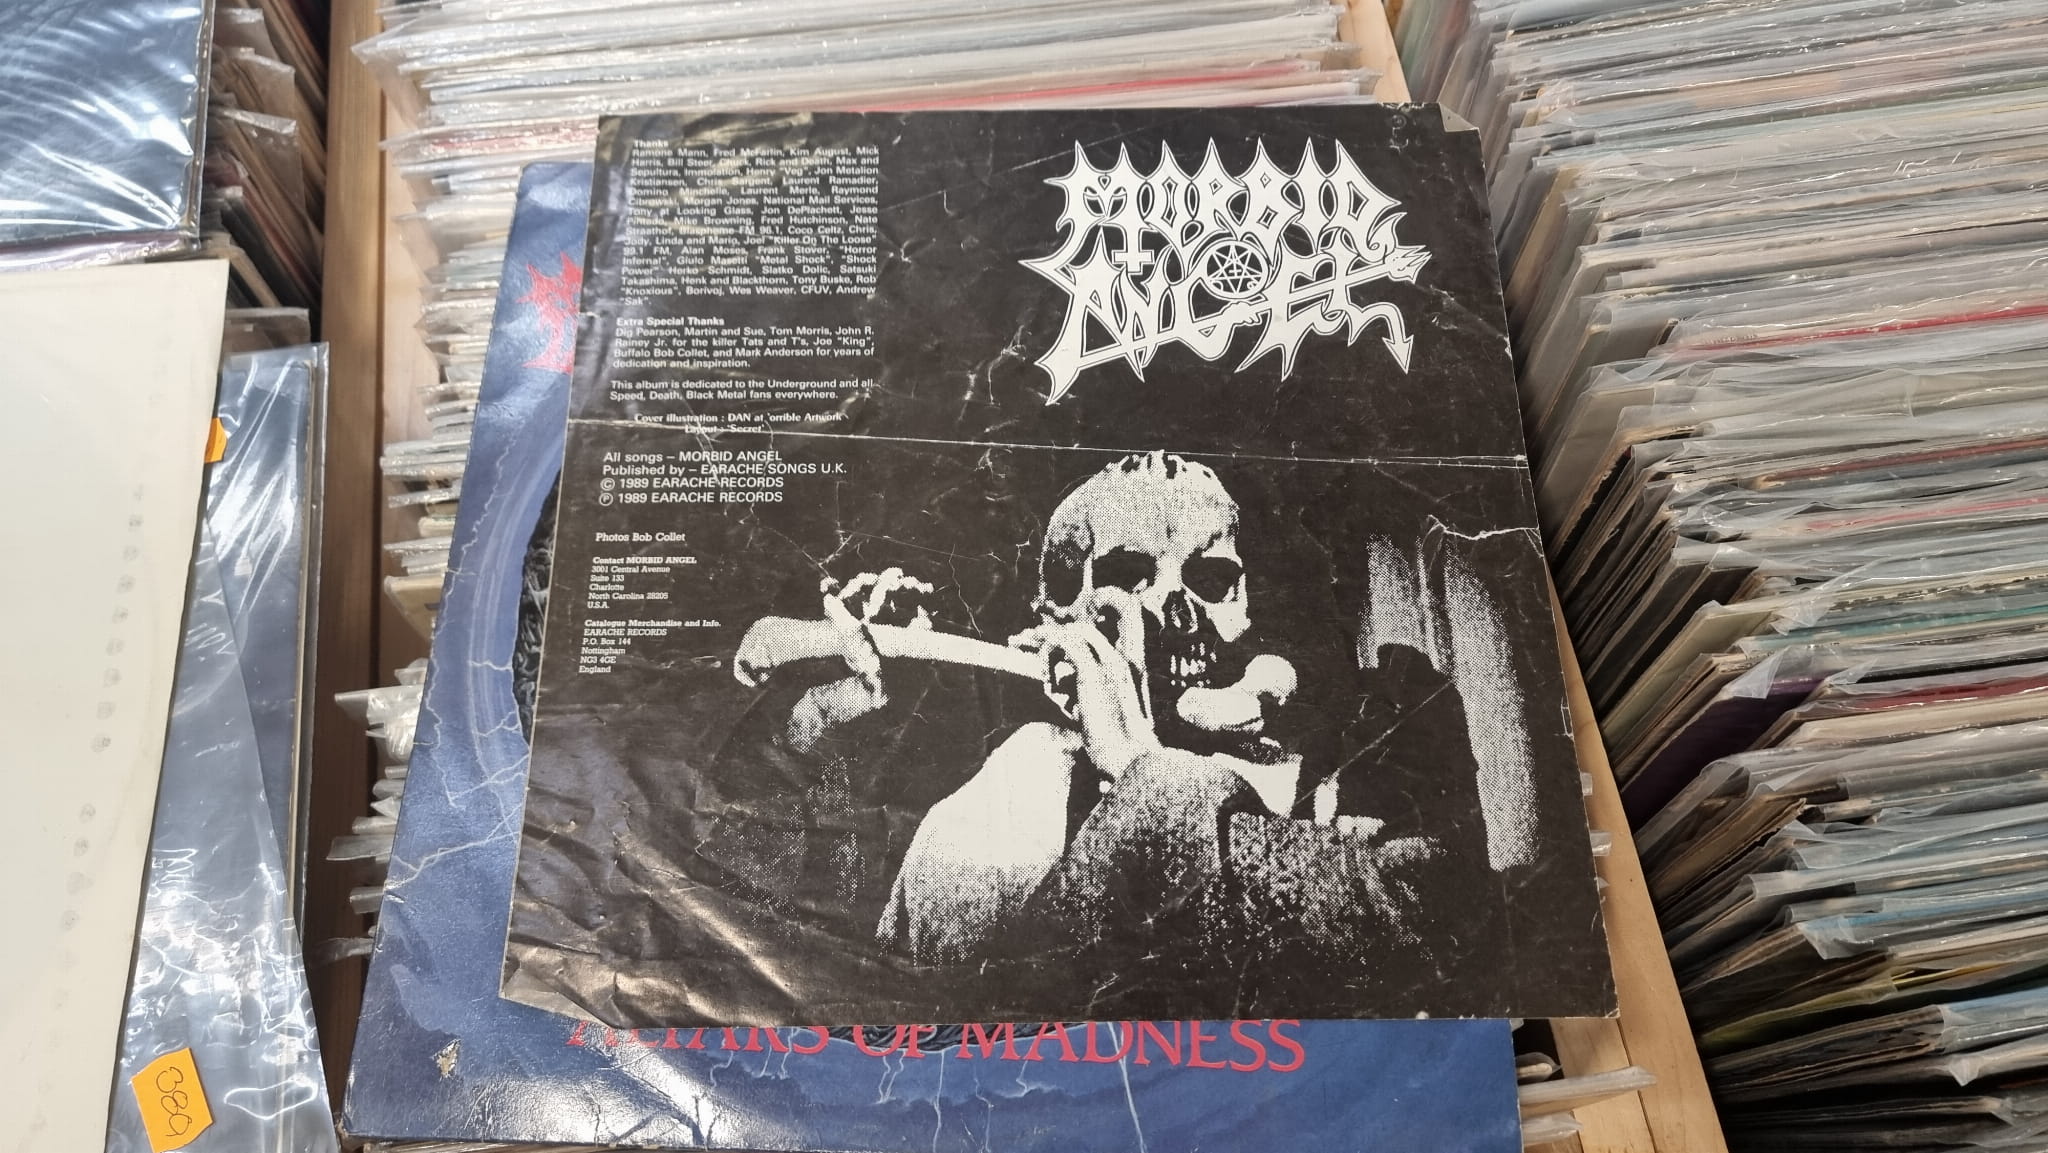 Thanks
Ramone Mann, Fred McFarlin, Kim August, Mick
Harris, Bill Steer, Chuck, Rick and Death, Max and
Sepultura, Immolation, Henry "Veg", Jon Metalion
Kristiansen, Chris Sargent, Laurent Ramadier,
Domino, Michelle, Laurent Merle, Raymond
Cibrowski, Morgan Jones, National Mail Services,
Tony at Looking Glass, Jon DePlachett, Jesse
Pintado, Mike Browning, Fred Hutchinson, Nate
Straathof, Blaspheme FM 96.1, Coco Celtz, Chris,
Jody, Linda and Mario, Joel "Killer On The Loose"
99.1 FM, Alan Moses, Frank Stover, "Horror
Infernal", Giulo Masetti "Metal Shock", "Shock
Power" Herko Schmidt, Slatko Dolic, Satsuki
Takashima, Henk and Blackthorn, Tony Buske, Rob
"Knoxious", Borivoj, Wes Weaver, CFUV, Andrew
"Sak".
Extra Special Thanks
Dig Pearson, Martin and Sue, Tom Morris, John R.
Rainey Jr. for the killer Tats and T's, Joe "King",
Buffalo Bob Collet, and Mark Anderson for years of
dedication and inspiration.
This album is dedicated to the Underground and all
Speed, Death, Black Metal fans everywhere.
Cover illustration : DAN at 'orrible Artwork
Layout : 'Secret'
All songs – MORBID ANGEL
Published by – EARACHE SONGS U.K.
© 1989 EARACHE RECORDS
℗ 1989 EARACHE RECORDS
Photos Bob Collet
Contact MORBID ANGEL
3001 Central Avenue
Suite 133
Charlotte
North Carolina 28205
U.S.A.
Catalogue Merchandise and Info.
EARACHE RECORDS
P.O. Box 144
Nottingham
NG3 4GE
England
MORBID
ANGEL
ALTARS OF MADNESS